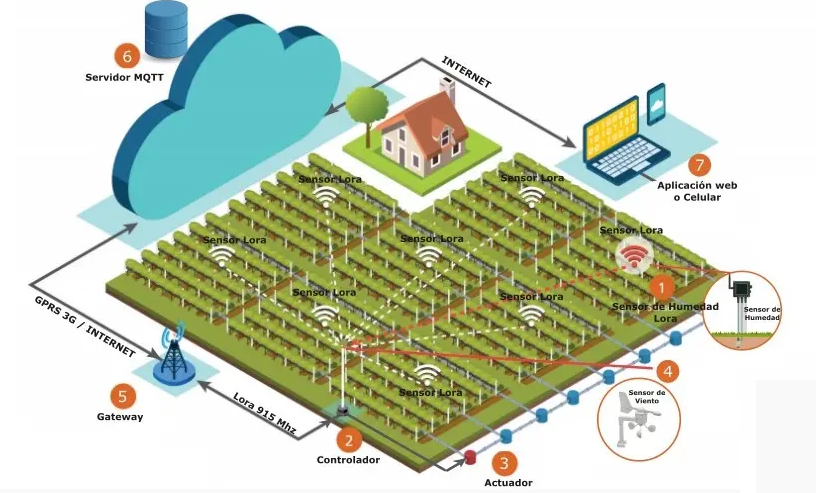 6
Servidor MQTT
INTERNET
7
Aplicación web
o Celular
Sensor Lora
Sensor Lora
Sensor Lora
Sensor Lora
Sensor Lora
1
Sensor de Humedad
Lora
Sensor de
Humedad
Sensor Lora
Sensor Lora
GPRS 3G / INTERNET
4
Sensor de
Viento
Sensor Lora
5
Gateway
Lora 915 Mhz
2
Controlador
3
Actuador